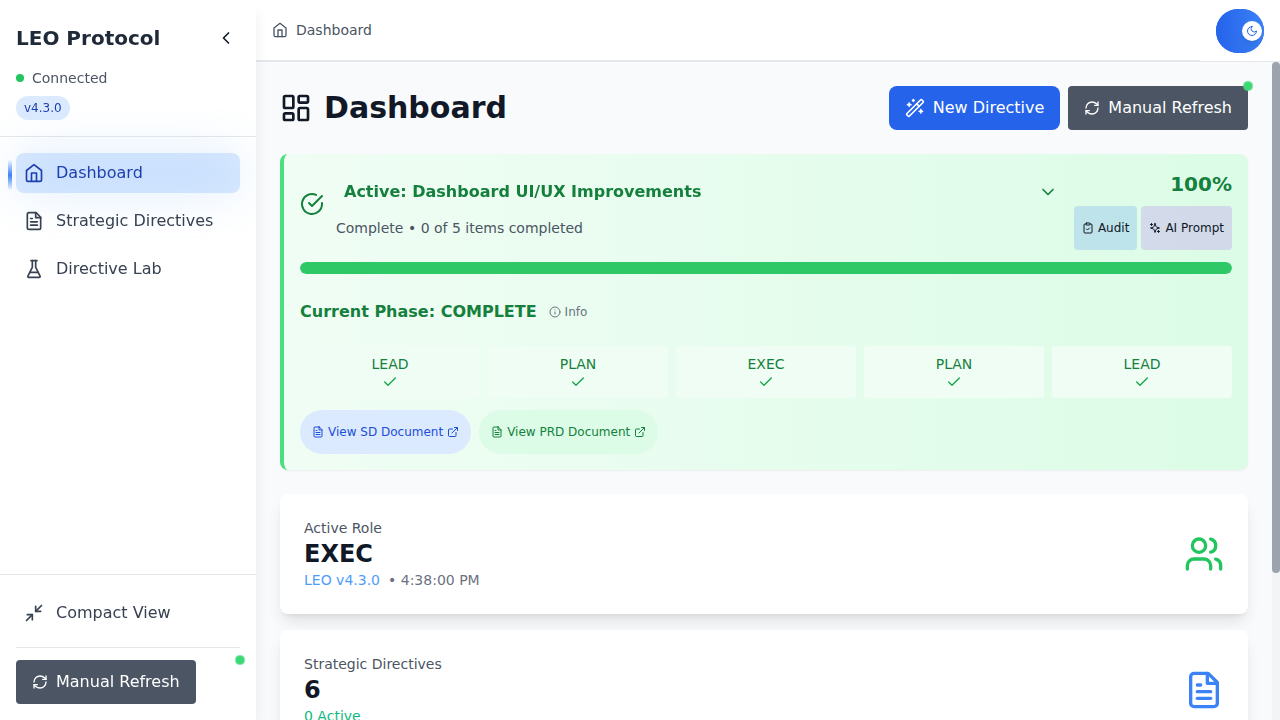 LEO Protocol
Connected
v4.3.0
Dashboard
Strategic Directives
Directive Lab
Compact View
Manual Refresh
Dashboard
Dashboard
New Directive
Manual Refresh
Active: Dashboard UI/UX Improvements
100%
Complete • 0 of 5 items completed
Audit
AI Prompt
Current Phase: COMPLETE
Info
LEAD
PLAN
EXEC
PLAN
LEAD
View SD Document
View PRD Document
Active Role
EXEC
LEO v4.3.0 • 4:38:00 PM
Strategic Directives
6
0 Active